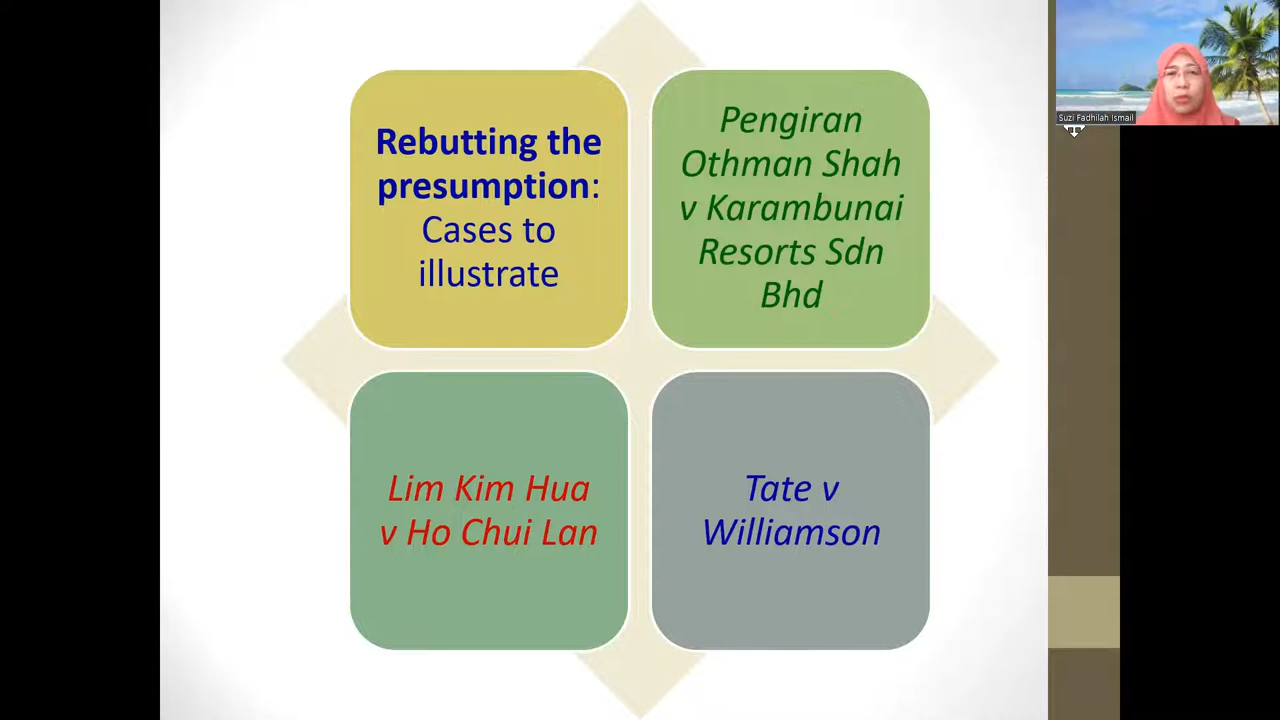 Rebutting the
presumption:
Cases to
illustrate
Pengiran
Othman Shah
v Karambunai
Resorts Sdn
Bhd
Lim Kim Hua
v Ho Chui Lan
Tate v
Williamson
Suzi Fadhilah Ismail